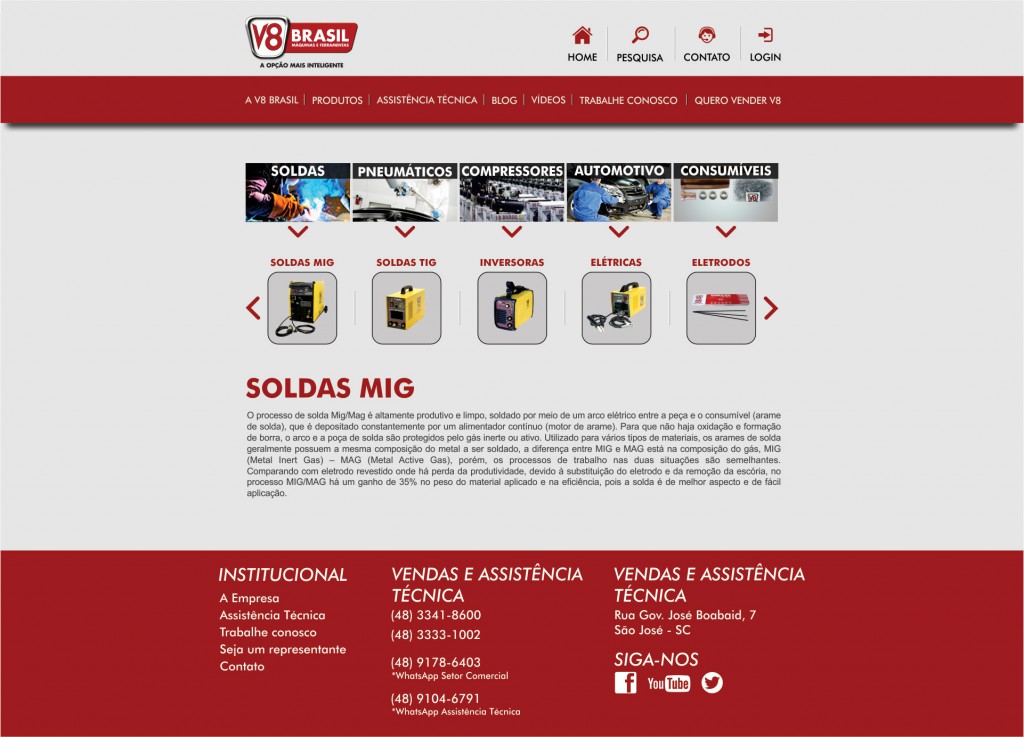 V8 BRASIL
MÁQUINAS E FERRAMENTAS
A OPÇÃO MAIS INTELIGENTE
HOME
PESQUISA
CONTATO
LOGIN
A V8 BRASIL
PRODUTOS
ASSISTÊNCIA TÉCNICA
BLOG
VÍDEOS
TRABALHE CONOSCO
QUERO VENDER V8
SOLDAS
PNEUMÁTICOS
COMPRESSORES
AUTOMOTIVO
CONSUMÍVEIS
SOLDAS MIG
SOLDAS TIG
INVERSORAS
ELÉTRICAS
ELETRODOS
SOLDAS MIG
O processo de solda Mig/Mag é altamente produtivo e limpo, soldado por meio de um arco elétrico entre a peça e o consumível (arame
de solda), que é depositado constantemente por um alimentador contínuo (motor de arame). Para que não haja oxidação e formação
de borra, o arco e a poça de solda são protegidos pelo gás inerte ou ativo. Utilizado para vários tipos de materiais, os arames de solda
geralmente possuem a mesma composição do metal a ser soldado, a diferença entre MIG e MAG está na composição do gás, MIG
(Metal Inert Gas) – MAG (Metal Active Gas), porém, os processos de trabalho nas duas situações são semelhantes.
Comparando com eletrodo revestido onde há perda da produtividade, devido à substituição do eletrodo e da remoção da escória, no
processo MIG/MAG há um ganho de 35% no peso do material aplicado e na eficiência, pois a solda é de melhor aspecto e de fácil
aplicação.
INSTITUCIONAL
A Empresa
Assistência Técnica
Trabalhe conosco
Seja um representante
Contato
VENDAS E ASSISTÊNCIA
TÉCNICA
(48) 3341-8600
(48) 3333-1002
(48) 9178-6403
*WhatsApp Setor Comercial
(48) 9104-6791
*WhatsApp Assistência Técnica
VENDAS E ASSISTÊNCIA
TÉCNICA
Rua Gov. José Boabaid, 7
São José - SC
SIGA-NOS
YouTube